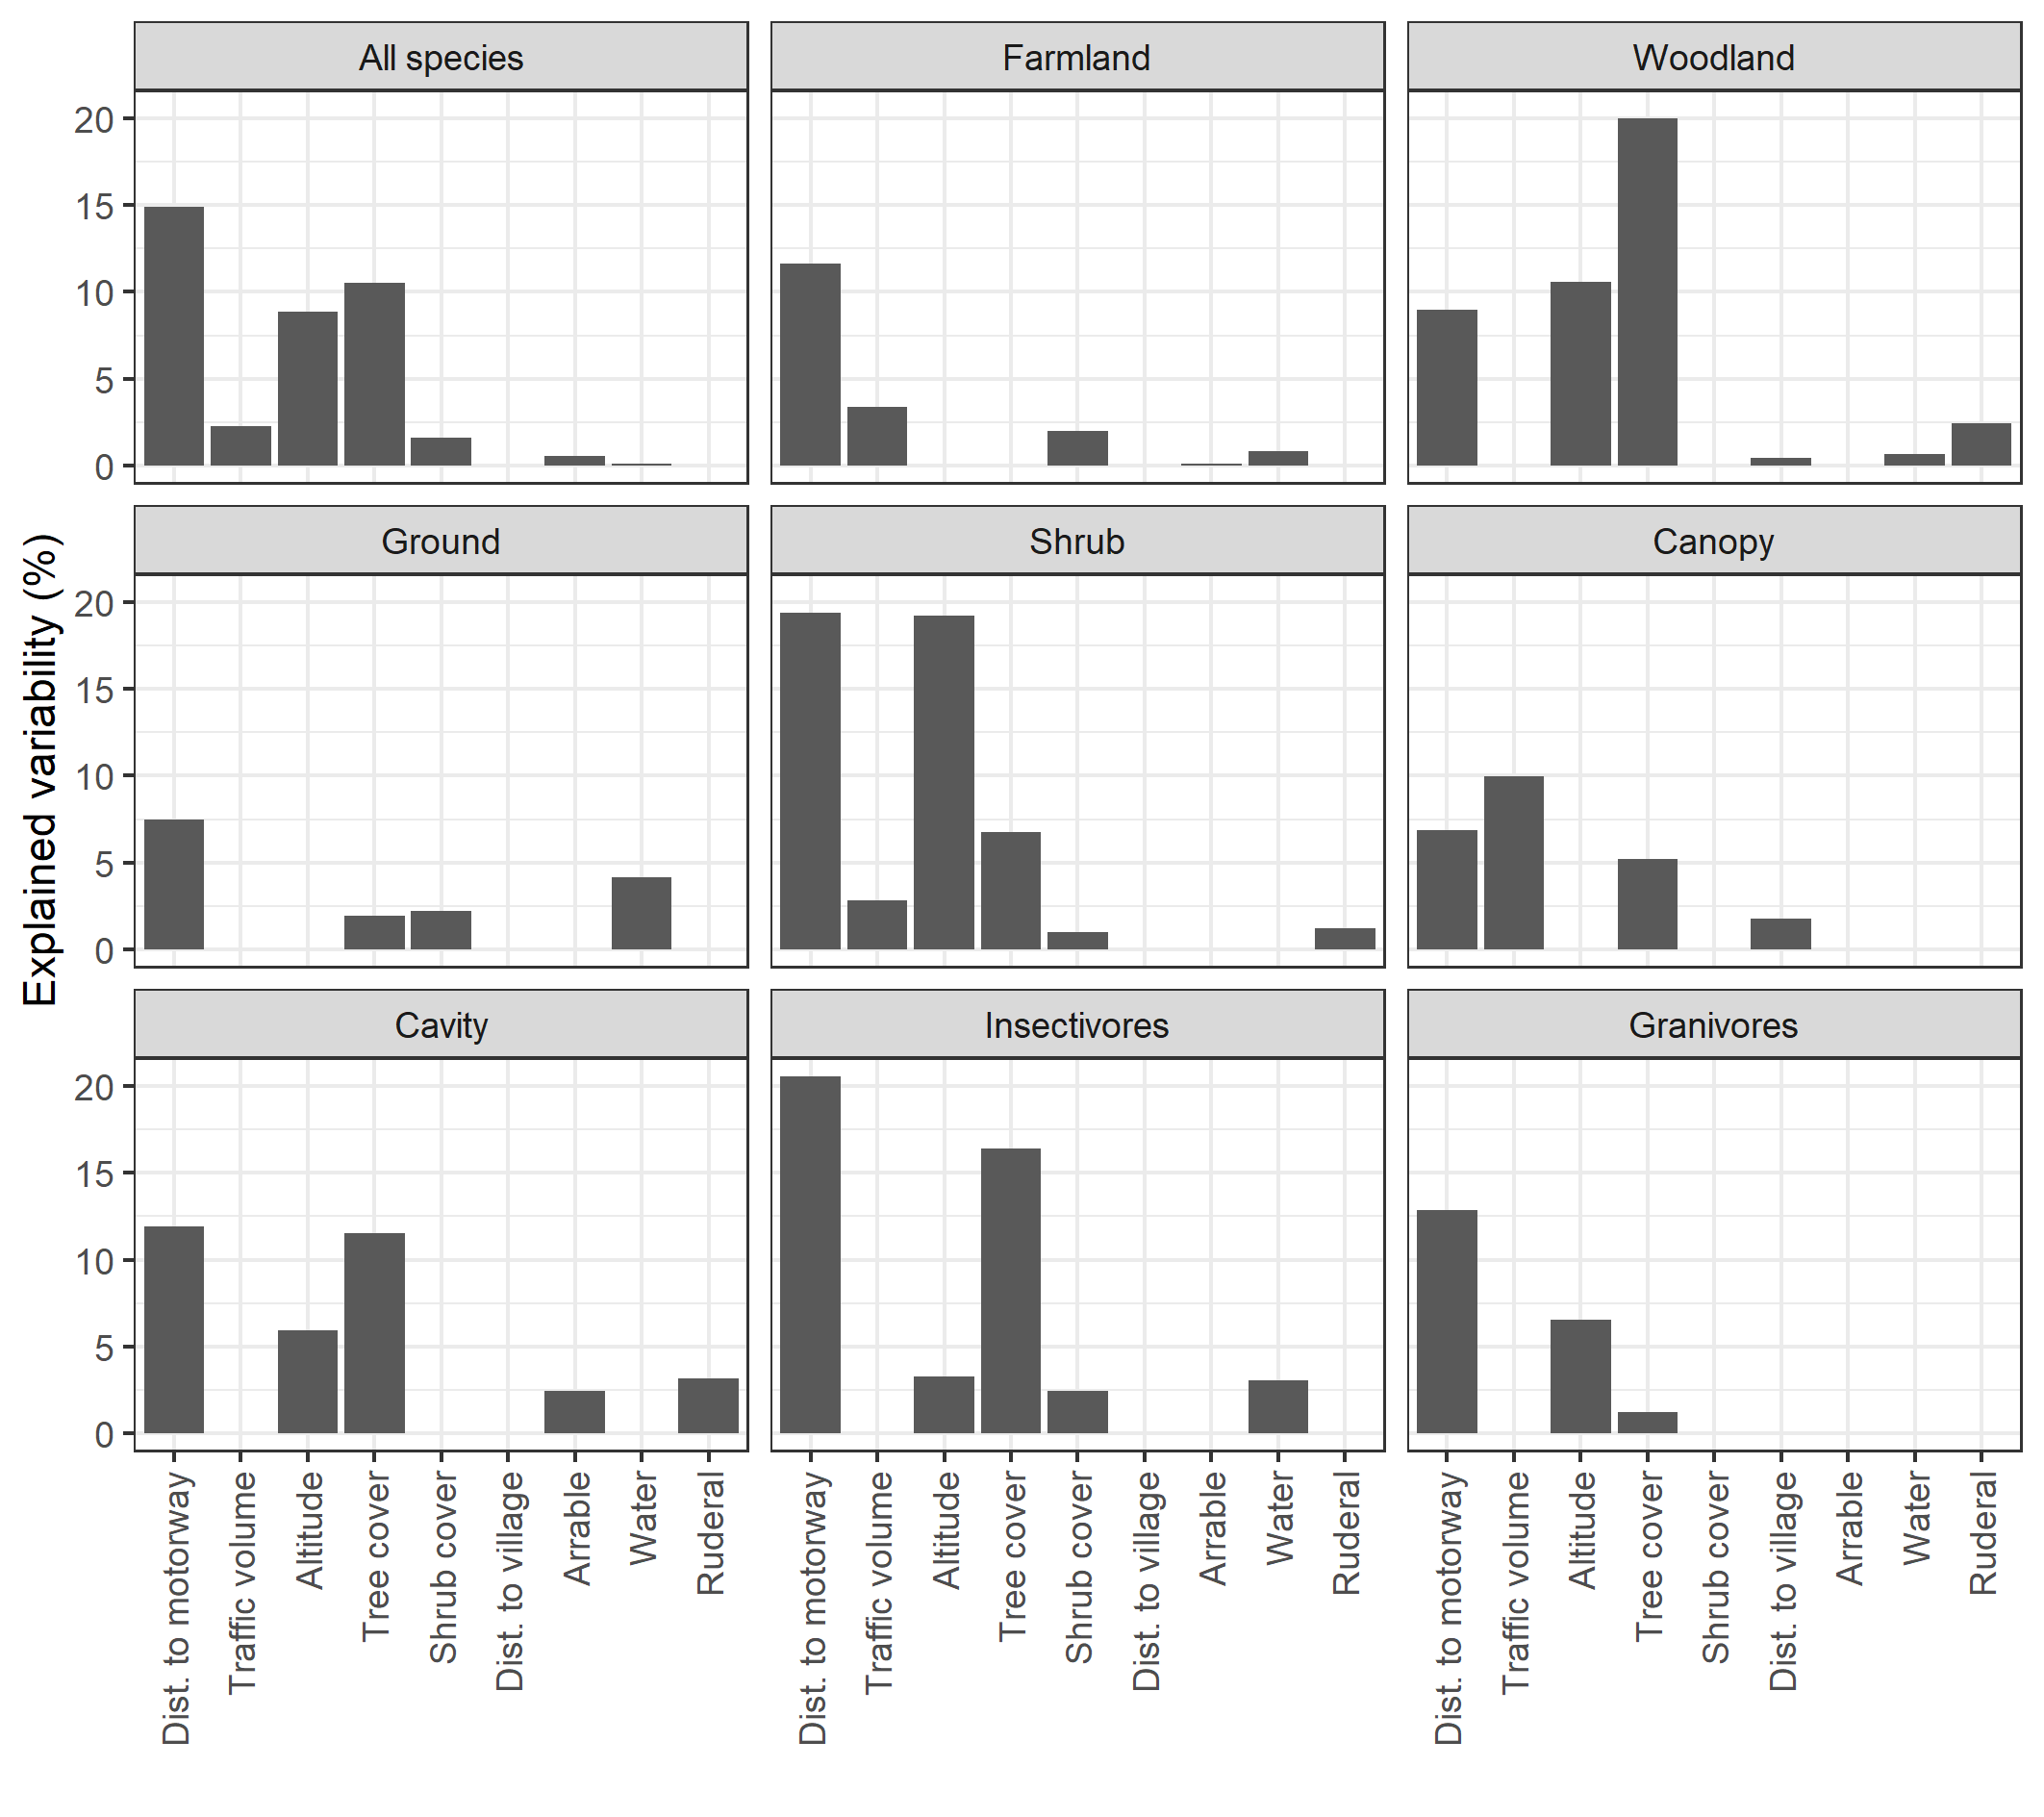 All species
Farmland
Woodland
20
15
10
5
0
Ground
Shrub
Canopy
Explained variability (%)
20
15
10
5
0
Cavity
Insectivores
Granivores
20
15
10
5
0
Dist. to motorway
Traffic volume
Altitude
Tree cover
Shrub cover
Dist. to village
Arrable
Water
Ruderal
Dist. to motorway
Traffic volume
Altitude
Tree cover
Shrub cover
Dist. to village
Arrable
Water
Ruderal
Dist. to motorway
Traffic volume
Altitude
Tree cover
Shrub cover
Dist. to village
Arrable
Water
Ruderal